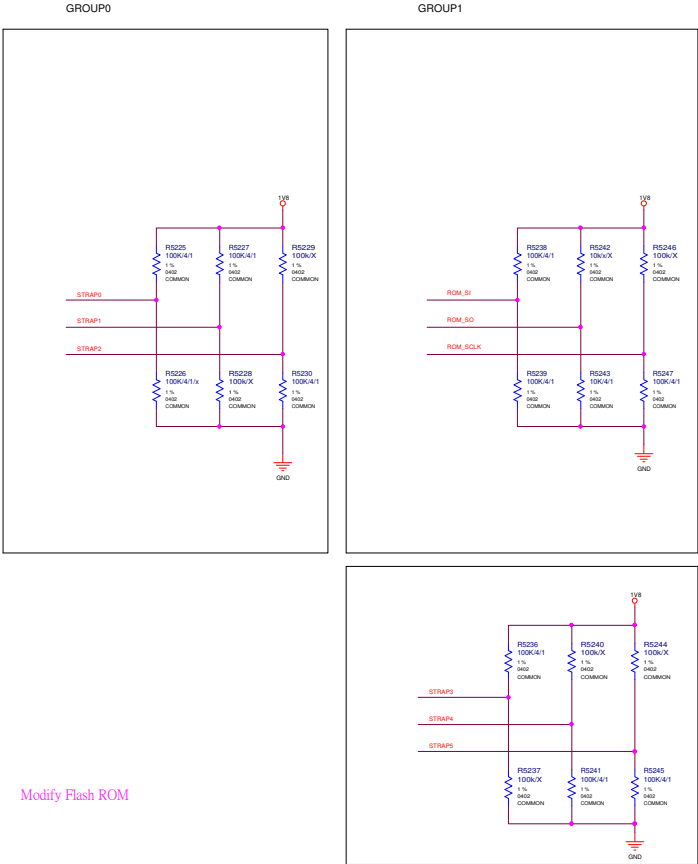 GROUP0
GROUP1
1V8
R5225
100K/4/1
1 %
0402
COMMON
R5227
100K/4/1
1 %
0402
COMMON
R5229
100k/X
1 %
0402
COMMON
STRAP0
STRAP1
STRAP2
R5226
100K/4/1/x
1 %
0402
COMMON
R5228
100k/X
1 %
0402
COMMON
R5230
100K/4/1
1 %
0402
COMMON
GND
1V8
R5238
100K/4/1
1 %
0402
COMMON
R5242
10k/x/X
1 %
0402
COMMON
R5246
100k/X
1 %
0402
COMMON
ROM_SI
ROM_SO
ROM_SCLK
R5239
100K/4/1
1 %
0402
COMMON
R5243
10K/4/1
1 %
0402
COMMON
R5247
100K/4/1
1 %
0402
COMMON
GND
1V8
R5236
100K/4/1
1 %
0402
COMMON
R5240
100k/X
1 %
0402
COMMON
R5244
100k/X
1 %
0402
COMMON
STRAP3
STRAP4
STRAP5
R5237
100k/X
1 %
0402
COMMON
R5241
100K/4/1
1 %
0402
COMMON
R5245
100K/4/1
1 %
0402
COMMON
GND
Modify Flash ROM